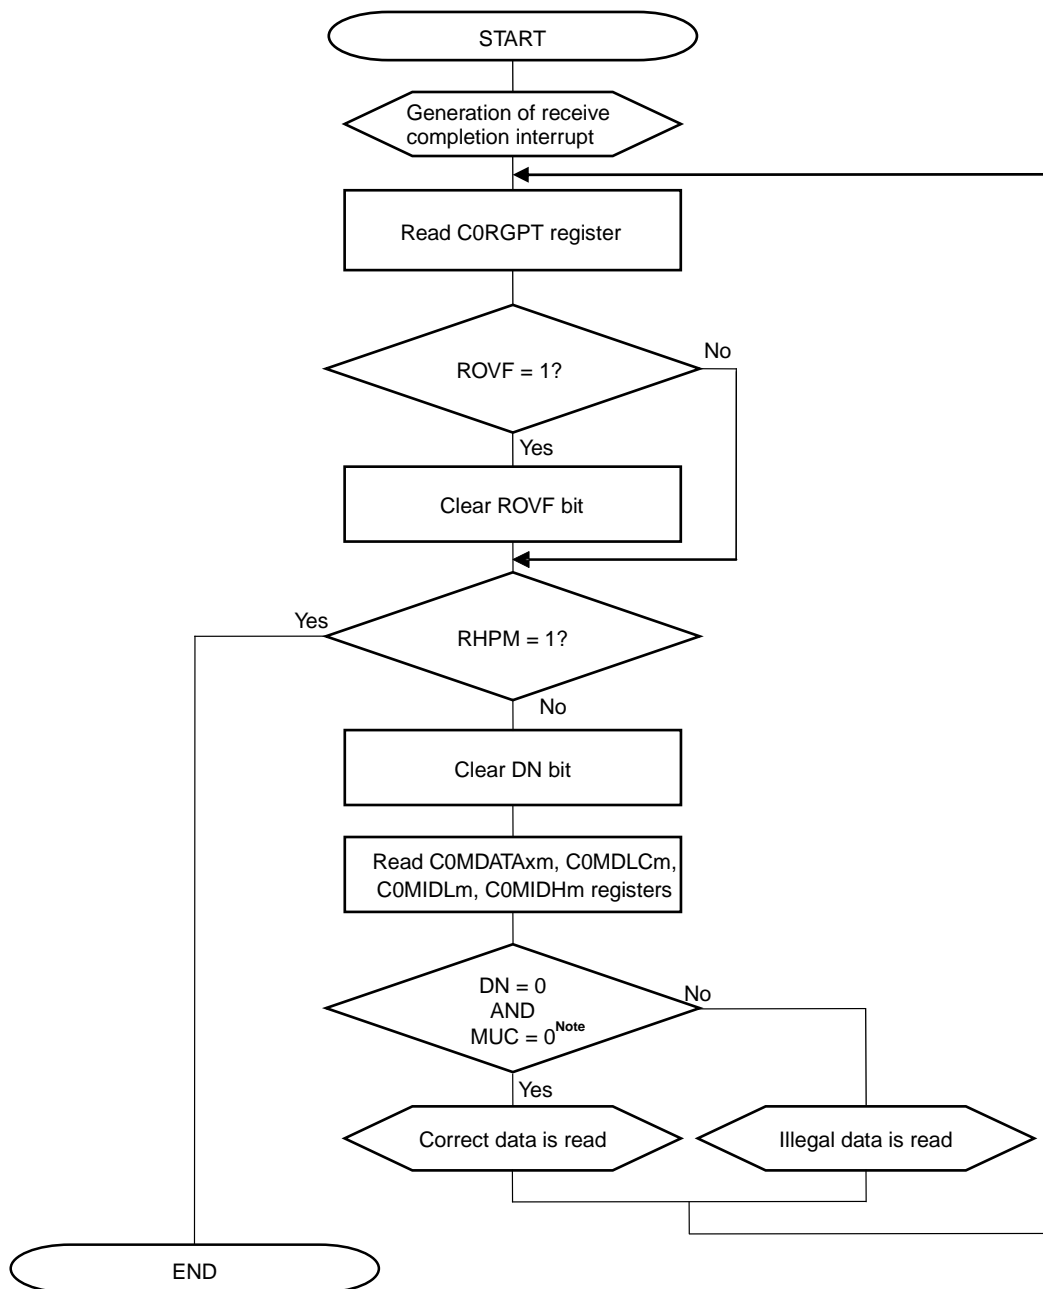 START
Generation of receive
completion interrupt
Read C0RGPT register
ROVF = 1?
No
Yes
Clear ROVF bit
Yes
RHPM = 1?
No
Clear DN bit
Read C0MDATAxm, C0MDLCm,
C0MIDLm, C0MIDHm registers
DN = 0
AND
MUC = 0Note
No
Yes
Correct data is read
Illegal data is read
END